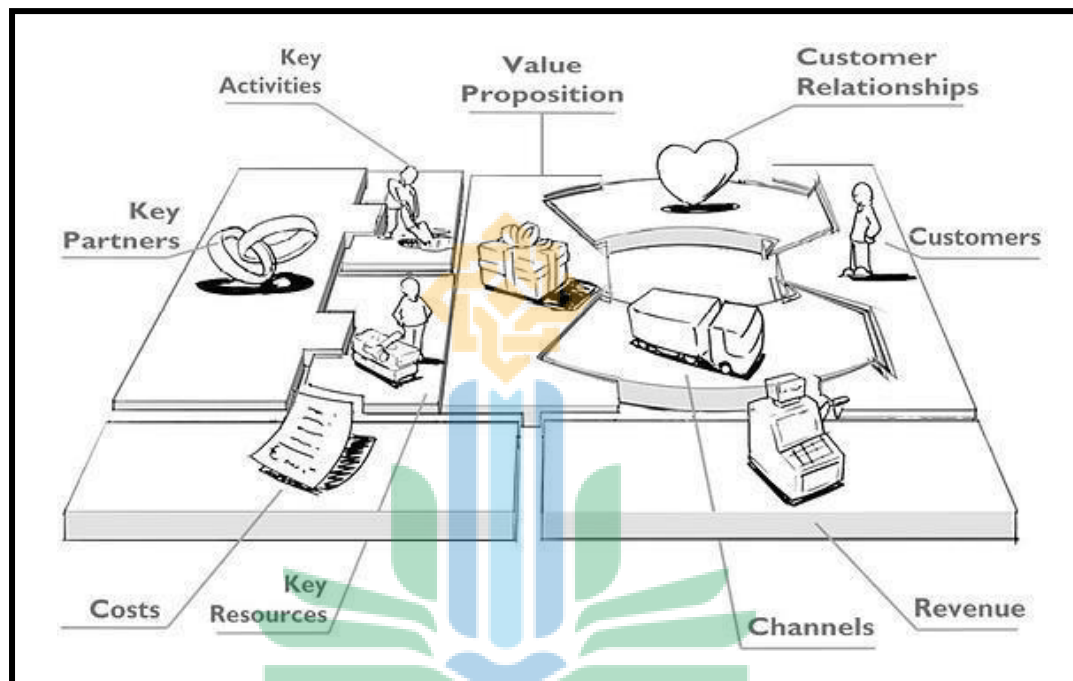 Key
Activities
Value
Proposition
Customer
Relationships
Key
Partners
Customers
Costs
Key
Resources
Channels
Revenue